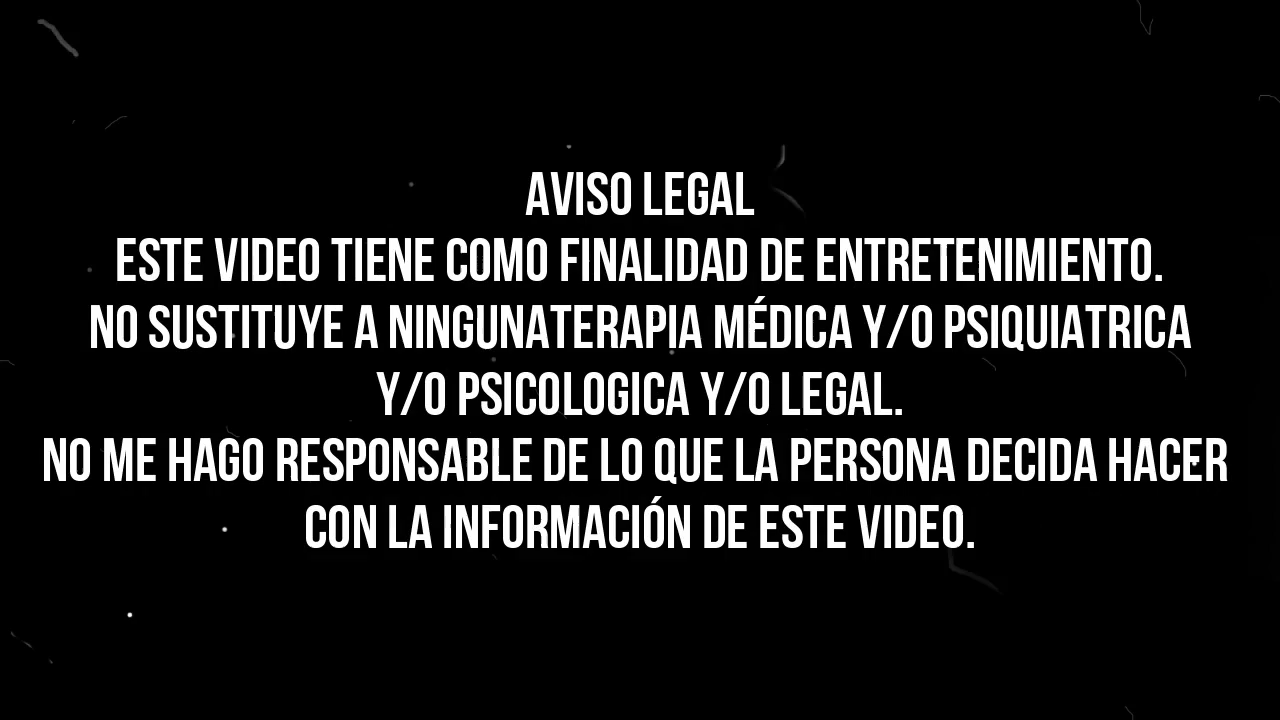 AVISO LEGAL
ESTE VIDEO TIENE COMO FINALIDAD DE ENTRETENIMIENTO.
NO SUSTITUYE A NINGUNATERAPIA MÉDICA Y/O PSIQUIATRICA
Y/O PSICOLOGICA Y/O LEGAL.
NO ME HAGO RESPONSABLE DE LO QUE LA PERSONA DECIDA HACER
CON LA INFORMACIÓN DE ESTE VIDEO.